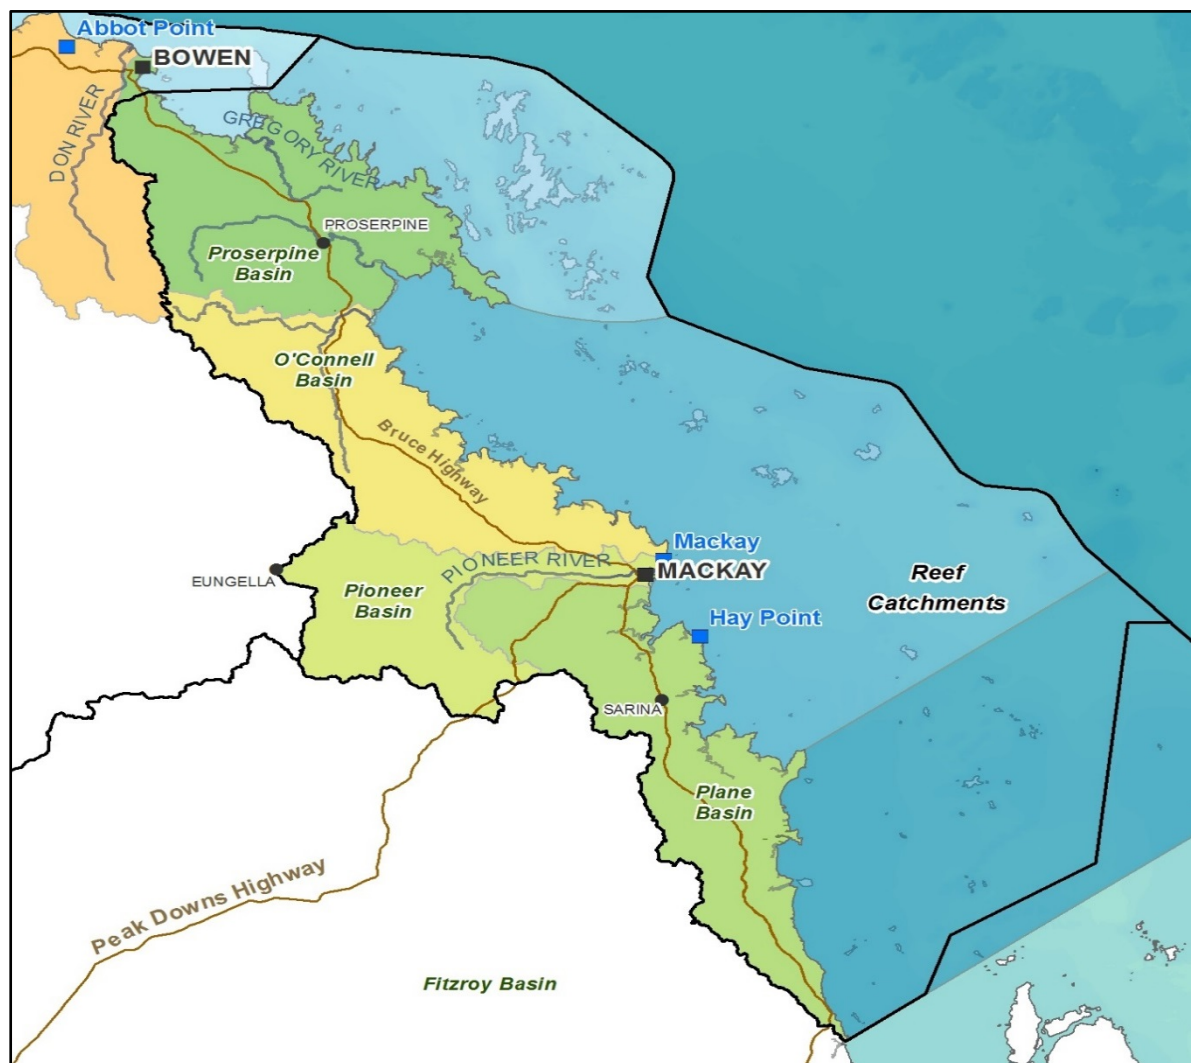 Abbot Point
BOWEN
DON RIVER
GREGORY RIVER
PROSERPINE
Proserpine
Basin
O'Connell
Basin
Bruce Highway
Mackay
PIONEER RIVER
MACKAY
EUNGELLA
Pioneer
Basin
Reef
Catchments
Hay Point
SARINA
Plane
Basin
Peak Downs Highway
Fitzroy Basin